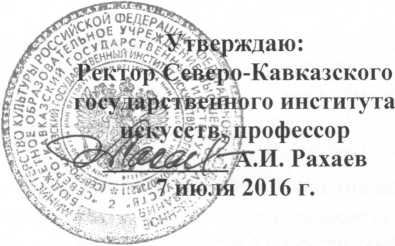 Утверждаю:
Ректор Северо-Кавказского
государственного института
искусств, профессор
А.И. Рахаев
7 июля 2016 г.